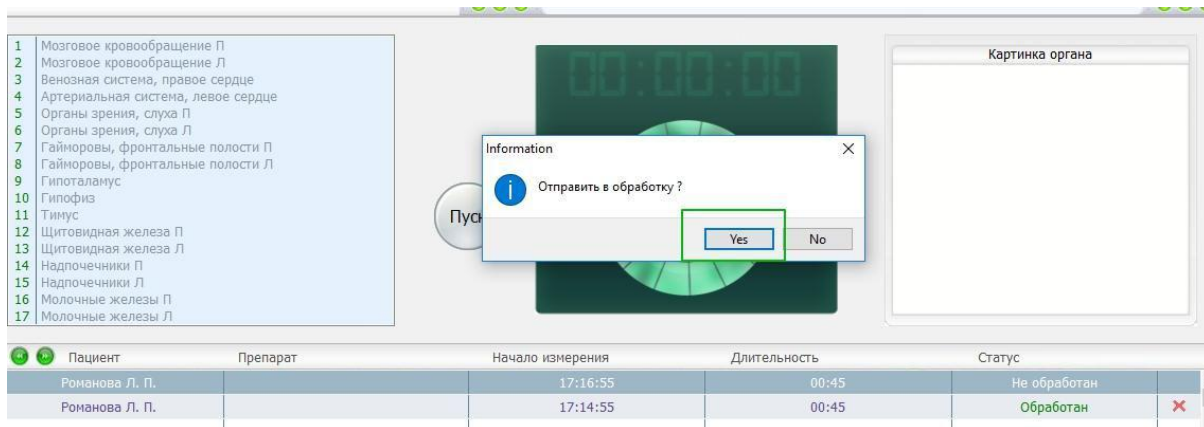 1 Мозговое кровообращение П
2 Мозговое кровообращение Л
3 Венозная система, правое сердце
4 Артериальная система, левое сердце
5 Органы зрения, слуха П
6 Органы зрения, слуха Л
7 Гайморовы, фронтальные полости П
8 Гайморовы, фронтальные полости Л
9 Гипоталамус
10 Гипофиз
11 Тимус
12 Щитовидная железа П
13 Щитовидная железа Л
14 Надпочечники П
15 Надпочечники Л
16 Молочные железы П
17 Молочные железы Л
00:00:00
Картинка органа
Information
Отправить в обработку ?
Yes No
Пациент Препарат Начало измерения Длительность Статус
Романова Л. П. 17:16:55 00:45 Не обработан
Романова Л. П. 17:14:55 00:45 Обработан